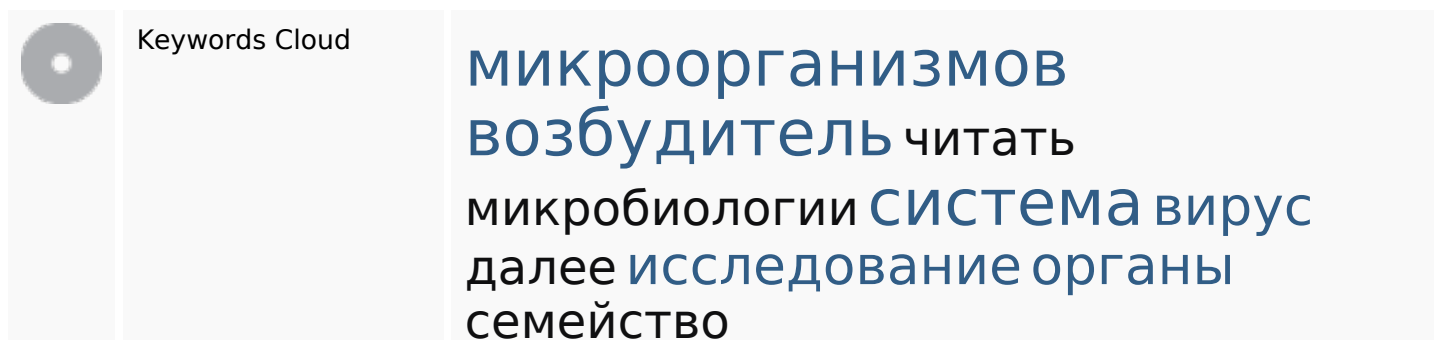 Keywords Cloud
микроорганизмов
возбудитель читать
микробиологии система вирус
далее исследование органы
семейство